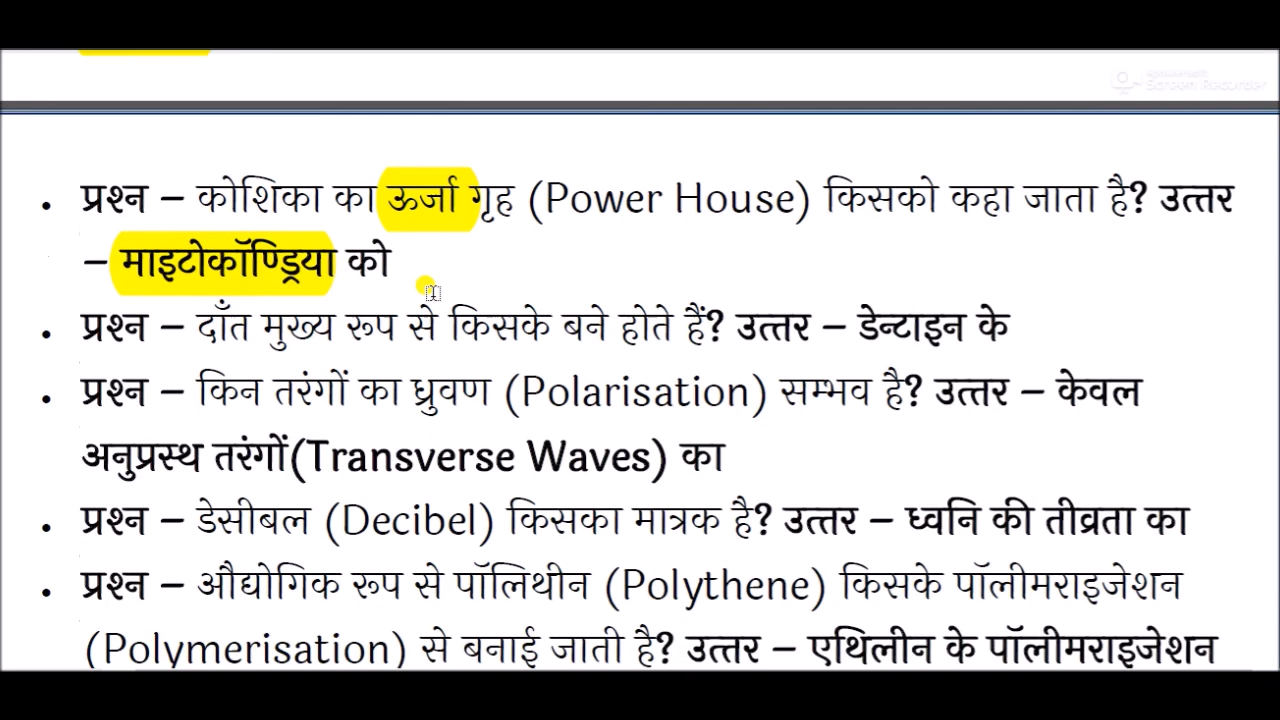 Screen Recorder
• प्रश्न – कोशिका का ऊर्जा गृह (Power House) किसको कहा जाता है? उत्तर
– माइटोकॉण्ड्रिया को
• प्रश्न – दाँत मुख्य रूप से किसके बने होते हैं? उत्तर – डेन्टाइन के
• प्रश्न – किन तरंगों का ध्रुवण (Polarisation) सम्भव है? उत्तर – केवल
अनुप्रस्थ तरंगों(Transverse Waves) का
• प्रश्न – डेसीबल (Decibel) किसका मात्रक है? उत्तर – ध्वनि की तीव्रता का
• प्रश्न – औद्योगिक रूप से पॉलिथीन (Polythene) किसके पॉलीमराइजेशन
(Polymerisation) से बनाई जाती है? उत्तर – एथिलीन के पॉलीमराइजेशन